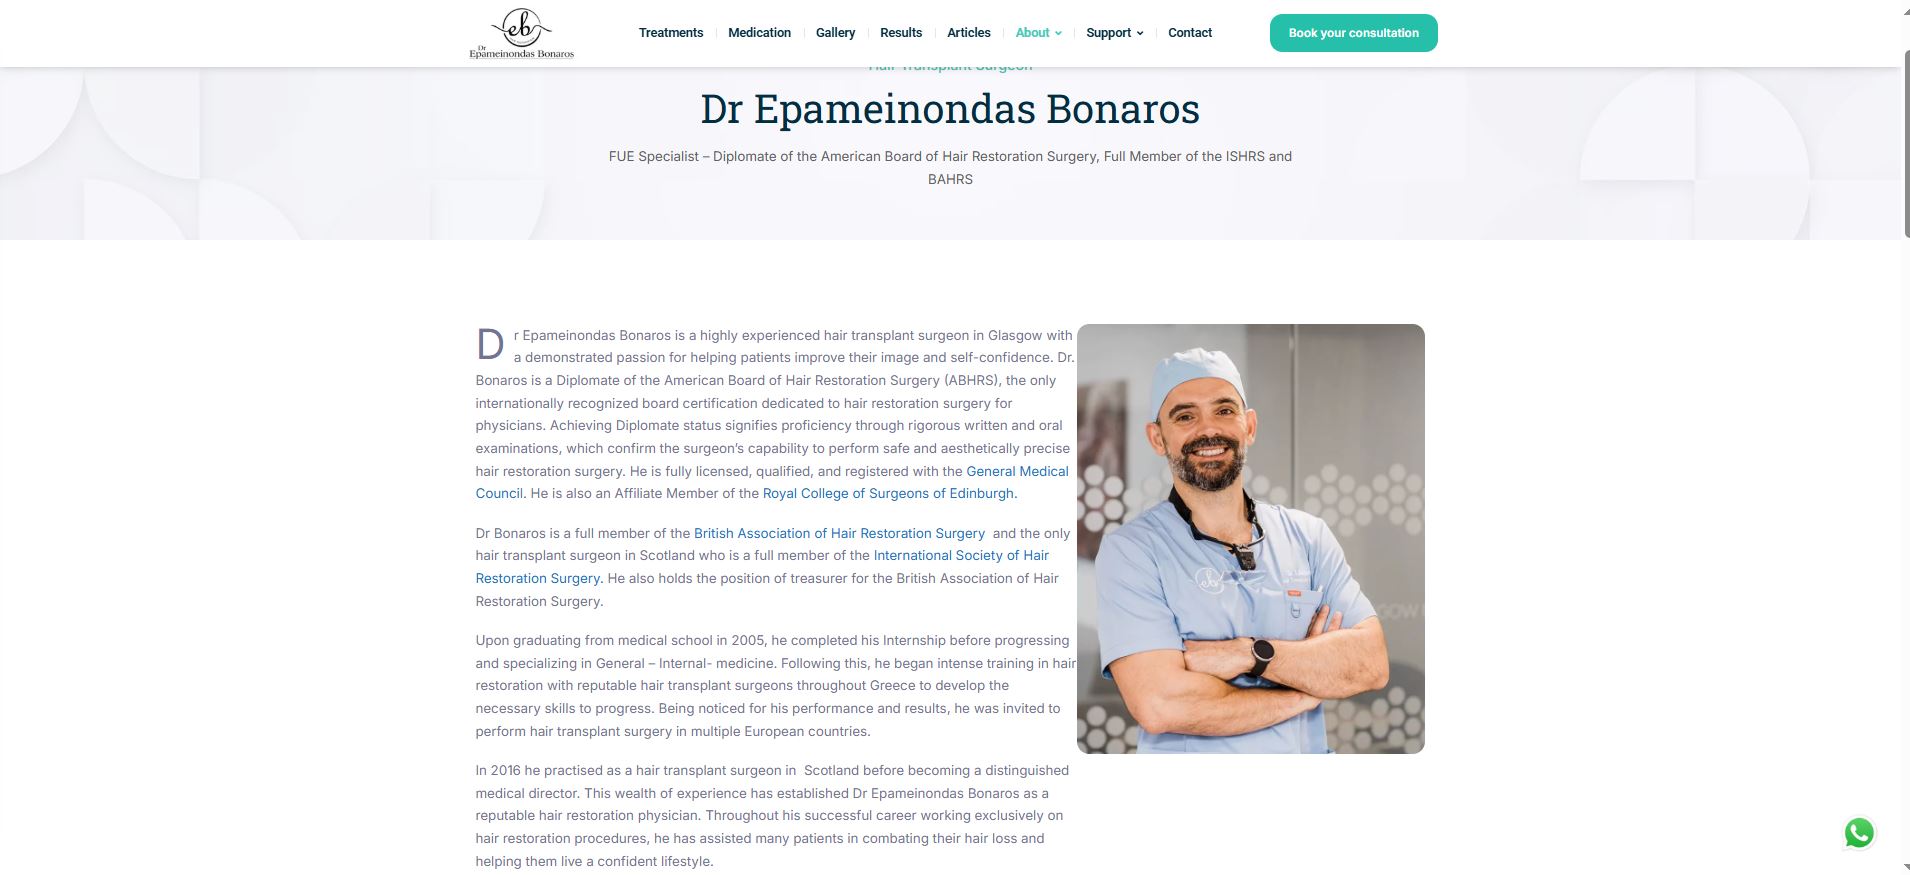 eb
Dr
Epameinondas Bonaros
Treatments
Medication
Gallery
Results
Articles
About
Support
Contact
Book your consultation
Hair Transplant Surgeon
Dr Epameinondas Bonaros
FUE Specialist – Diplomate of the American Board of Hair Restoration Surgery, Full Member of the ISHRS and
BAHRS
Dr Epameinondas Bonaros is a highly experienced hair transplant surgeon in Glasgow with
a demonstrated passion for helping patients improve their image and self-confidence. Dr.
Bonaros is a Diplomate of the American Board of Hair Restoration Surgery (ABHRS), the only
internationally recognized board certification dedicated to hair restoration surgery for
physicians. Achieving Diplomate status signifies proficiency through rigorous written and oral
examinations, which confirm the surgeon’s capability to perform safe and aesthetically precise
hair restoration surgery. He is fully licensed, qualified, and registered with the General Medical
Council. He is also an Affiliate Member of the Royal College of Surgeons of Edinburgh.
Dr Bonaros is a full member of the British Association of Hair Restoration Surgery  and the only
hair transplant surgeon in Scotland who is a full member of the International Society of Hair
Restoration Surgery. He also holds the position of treasurer for the British Association of Hair
Restoration Surgery.
Upon graduating from medical school in 2005, he completed his Internship before progressing
and specializing in General – Internal- medicine. Following this, he began intense training in hair
restoration with reputable hair transplant surgeons throughout Greece to develop the
necessary skills to progress. Being noticed for his performance and results, he was invited to
perform hair transplant surgery in multiple European countries.
In 2016 he practised as a hair transplant surgeon in  Scotland before becoming a distinguished
medical director. This wealth of experience has established Dr Epameinondas Bonaros as a
reputable hair restoration physician. Throughout his successful career working exclusively on
hair restoration procedures, he has assisted many patients in combating their hair loss and
helping them live a confident lifestyle.
eb